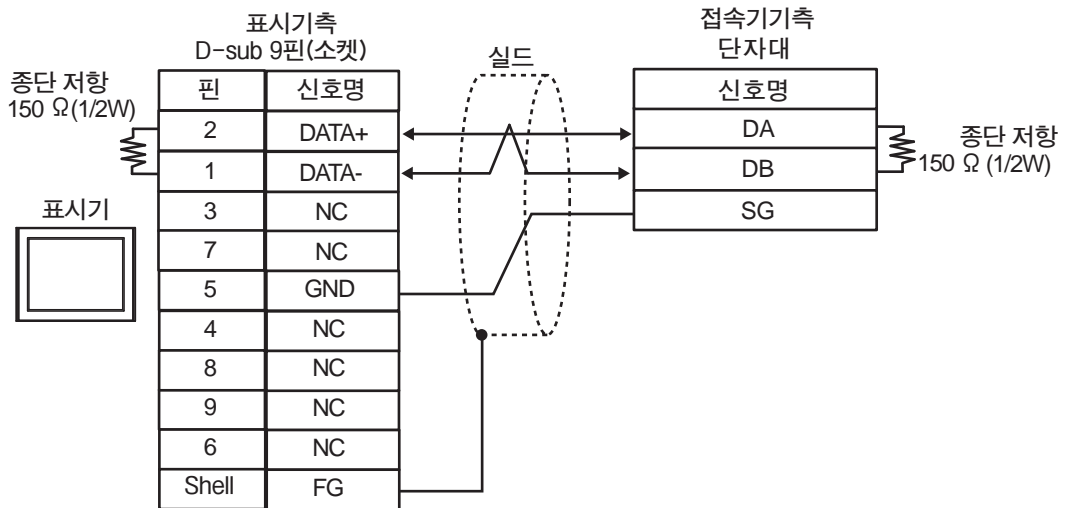 표시기측
D-sub 9핀(소켓)
접속기기측
단자대
실드
종단 저항
150 Ω(1/2W)
핀 신호명
2 DATA+
1 DATA-
3 NC
7 NC
5 GND
4 NC
8 NC
9 NC
6 NC
Shell FG
표시기
신호명
DA
DB
SG
종단 저항
150 Ω (1/2W)